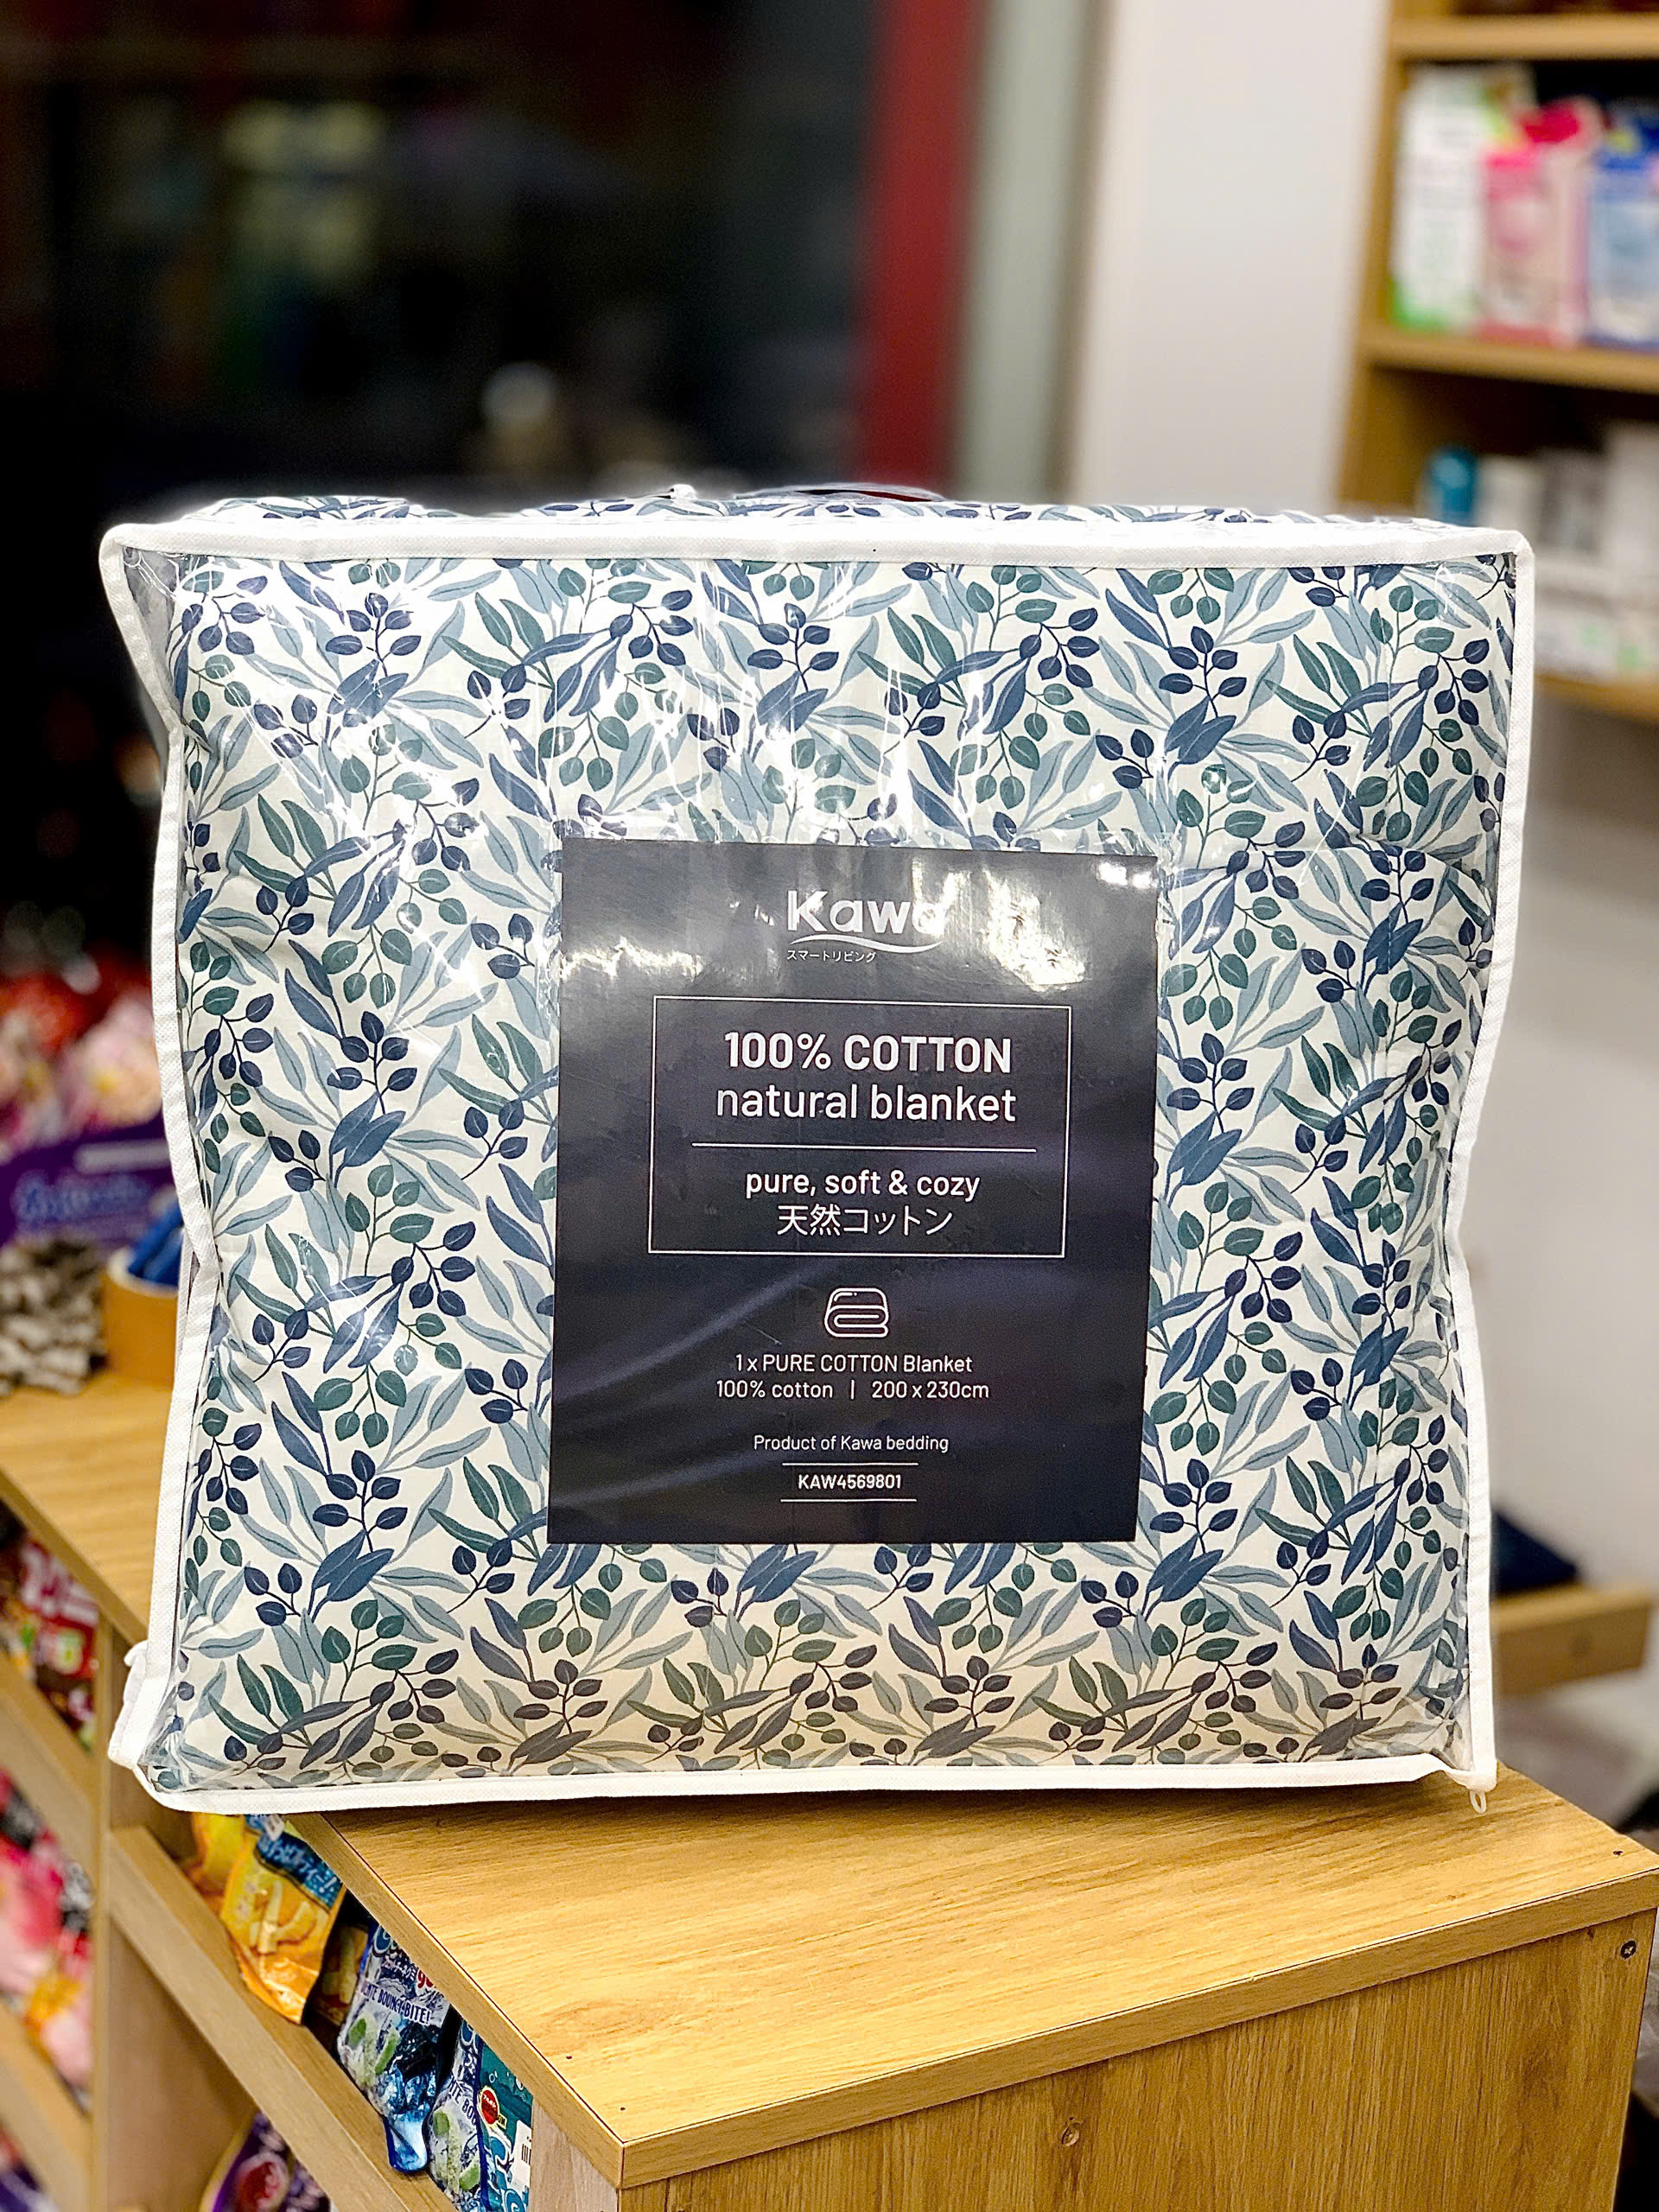 Kawa
スマートリビング
100% COTTON
natural blanket
pure, soft & cozy
天然コットン
1 x PURE COTTON Blanket
100% cotton | 200 x 230cm
Product of Kawa bedding
KAW4569801
BITE!